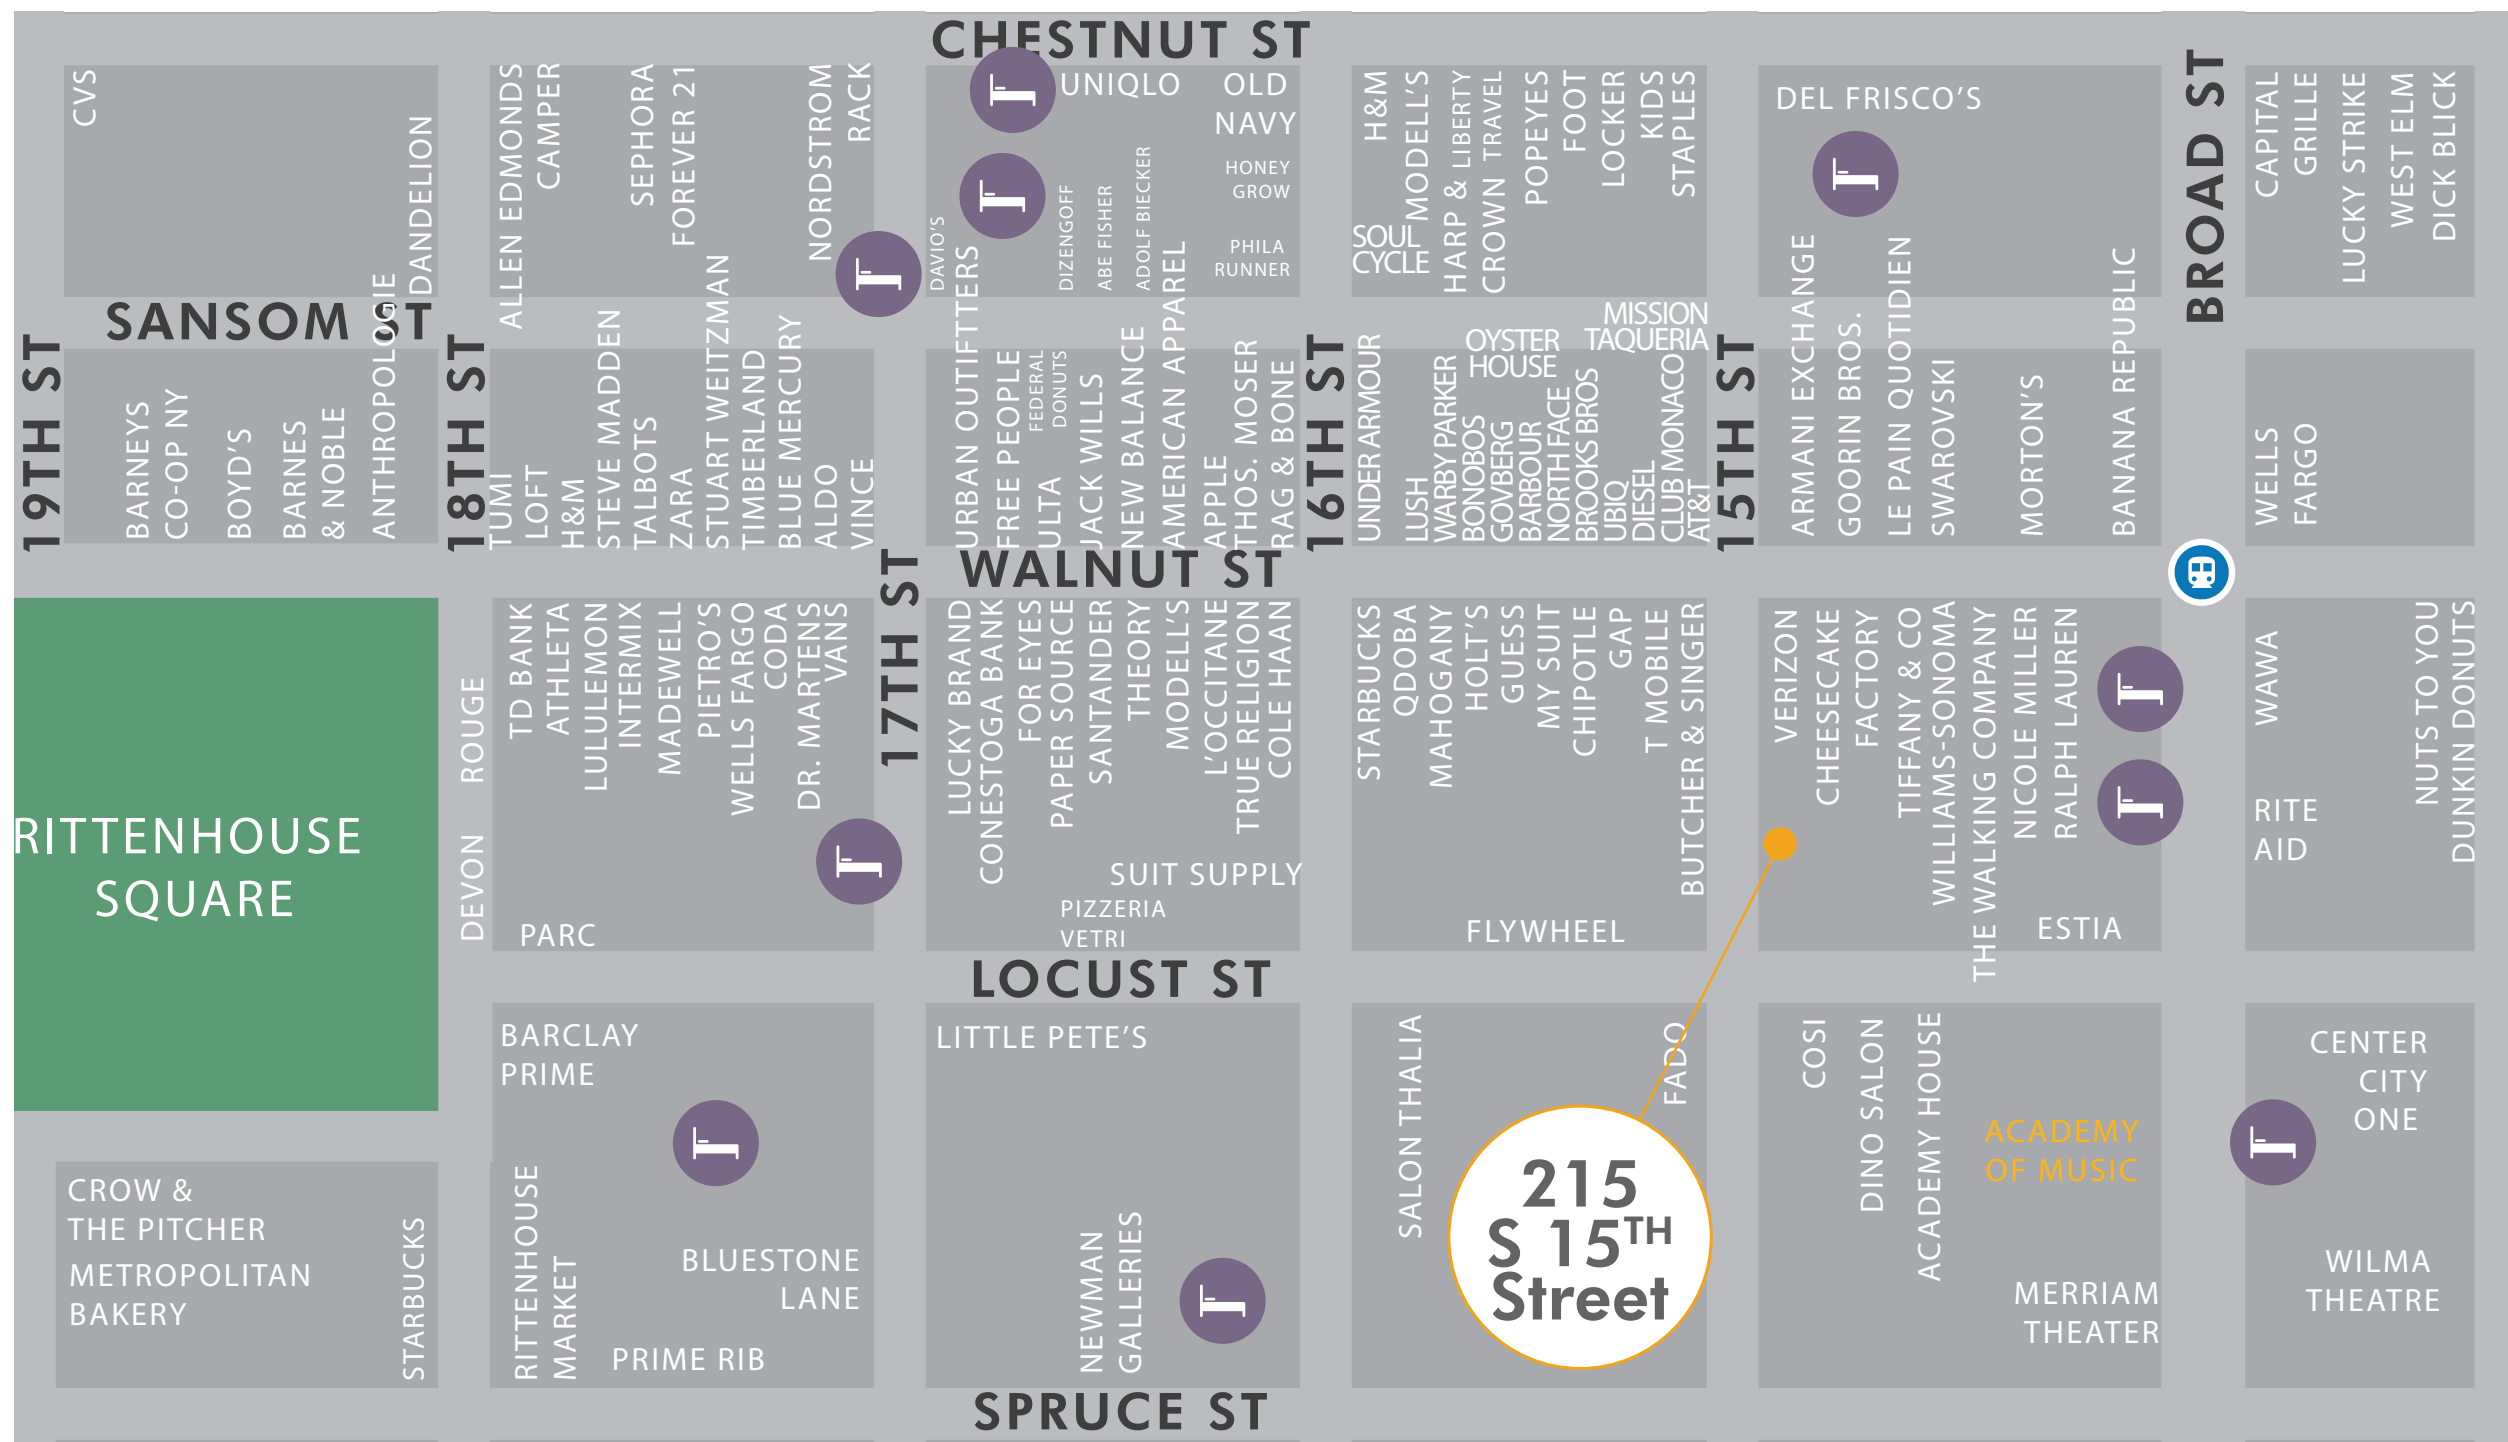 CHESTNUT ST
CVS
DANDELION
ALLEN EDMONDS
CAMPER
SEPHORA
FOREVER 21
NORDSTROM
RACK
UNIQLO
OLD
NAVY
HONEY
GROW
PHILA
RUNNER
DAVIO'S
DIZENGOFF
ABE FISHER
ADOLF BIECKER
H&M
MODELL'S
SOUL
CYCLE
HARP &
CROWN
LIBERTY
TRAVEL
POPEYES
FOOT
LOCKER
KIDS
STAPLES
DEL FRISCO'S
BROAD ST
CAPITAL
GRILLE
LUCKY STRIKE
WEST ELM
DICK BLICK
SANSOM ST
19TH ST
BARNEYS
CO-OP NY
BOYD'S
BARNES
& NOBLE
ANTHROPOLOGIE
18TH ST
TUMI
LOFT
H&M
STEVE MADDEN
TALBOTS
ZARA
STUART WEITZMAN
TIMBERLAND
BLUE MERCURY
ALDO
VINCE
URBAN OUTIFTTERS
FREE PEOPLE
FEDERAL
DONUTS
ULTA
JACK WILLS
NEW BALANCE
AMERICAN APPAREL
APPLE
THOS. MOSER
RAG & BONE
16TH ST
UNDER ARMOUR
LUSH
WARBY PARKER
OYSTER
HOUSE
BONOBOS
GOVBERG
BARBOUR
NORTH FACE
BROOKS BROS
UBIQ
DIESEL
CLUB MONACO
AT&T
MISSION
TAQUERIA
15TH ST
ARMANI EXCHANGE
GOORIN BROS.
LE PAIN QUOTIDIEN
SWAROVSKI
MORTON'S
BANANA REPUBLIC
WELLS
FARGO
WALNUT ST
17TH ST
RITTENHOUSE
SQUARE
ROUGE
DEVON
TD BANK
ATHLETA
LULULEMON
INTERMIX
MADEWELL
PIETRO'S
WELLS FARGO
CODA
DR. MARTENS
VANS
PARC
LUCKY BRAND
CONESTOGA BANK
FOR EYES
PAPER SOURCE
SANTANDER
THEORY
MODELL'S
L'OCCITANE
TRUE RELIGION
COLE HAAN
SUIT SUPPLY
PIZZERIA
VETRI
STARBUCKS
QDOBA
MAHOGANY
HOLT'S
GUESS
MY SUIT
CHIPOTLE
GAP
T MOBILE
BUTCHER & SINGER
FLYWHEEL
VERIZON
CHEESECAKE
FACTORY
TIFFANY & CO
WILLIAMS-SONOMA
THE WALKING COMPANY
NICOLE MILLER
RALPH LAUREN
ESTIA
WAWA
RITE
AID
NUTS TO YOU
DUNKIN DONUTS
LOCUST ST
BARCLAY
PRIME
LITTLE PETE'S
SALON THALIA
FADO
COSI
DINO SALON
ACADEMY HOUSE
ACADEMY
OF MUSIC
CENTER
CITY
ONE
CROW &
THE PITCHER
METROPOLITAN
BAKERY
STARBUCKS
RITTENHOUSE
MARKET
BLUESTONE
LANE
PRIME RIB
NEWMAN
GALLERIES
215
S 15TH
Street
MERRIAM
THEATER
WILMA
THEATRE
SPRUCE ST